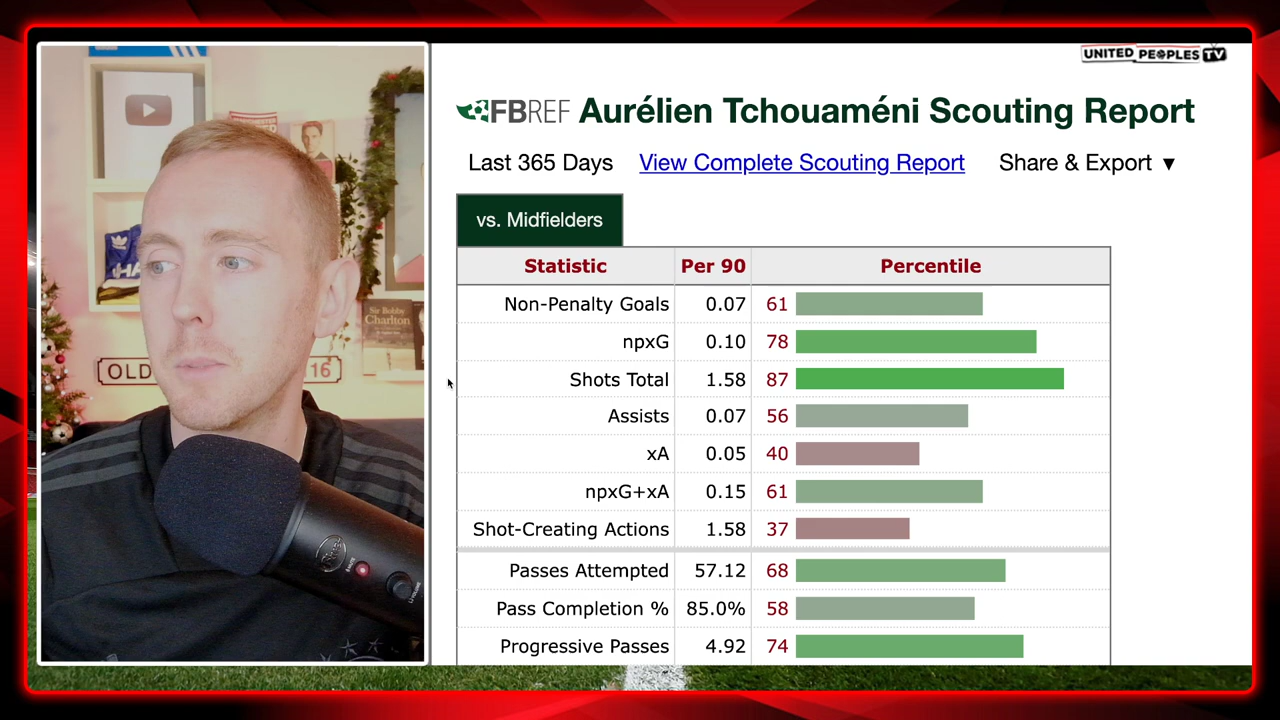 UNITED PEOPLES TV
FBREF Aurélien Tchouaméni Scouting Report
Last 365 Days View Complete Scouting Report Share & Export ▼
vs. Midfielders
Statistic Per 90 Percentile
Non-Penalty Goals 0.07 61
npxG 0.10 78
Shots Total 1.58 87
Assists 0.07 56
xA 0.05 40
npxG+xA 0.15 61
Shot-Creating Actions 1.58 37
Passes Attempted 57.12 68
Pass Completion % 85.0% 58
Progressive Passes 4.92 74
Sir Bobby
Charlton
OLD
16